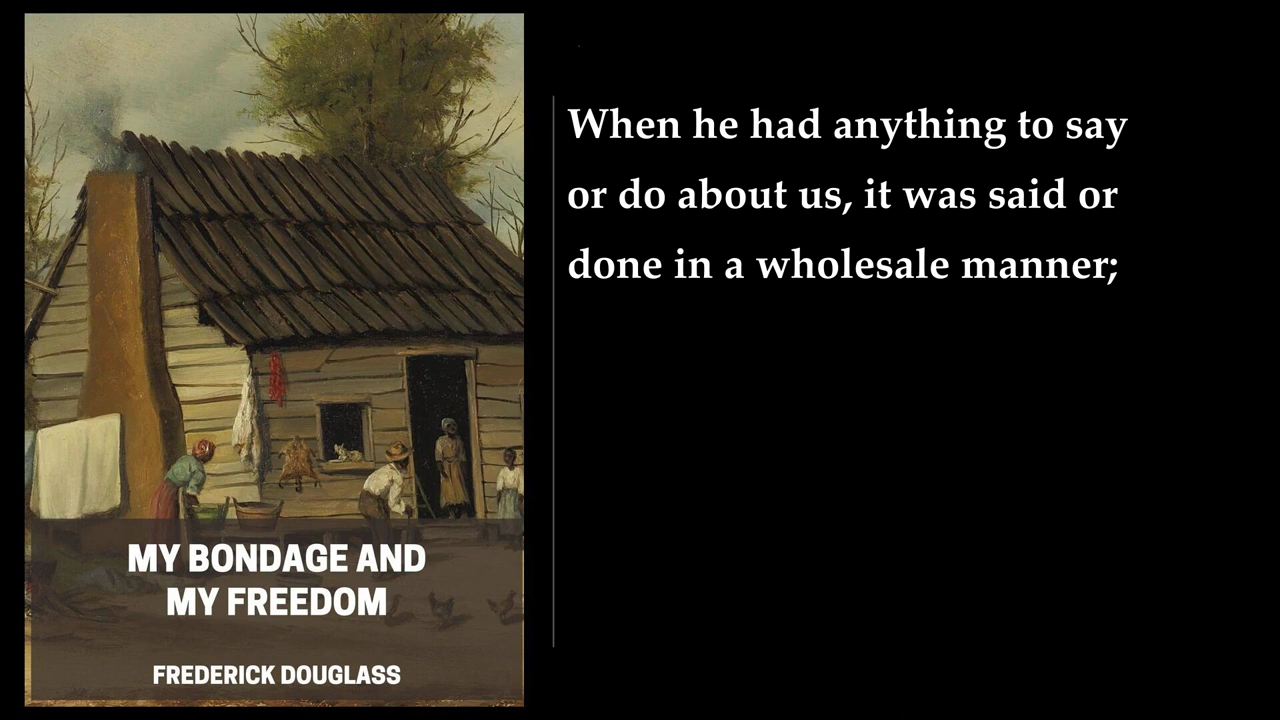 MY BONDAGE AND
MY FREEDOM
FREDERICK DOUGLASS
When he had anything to say
or do about us, it was said or
done in a wholesale manner;